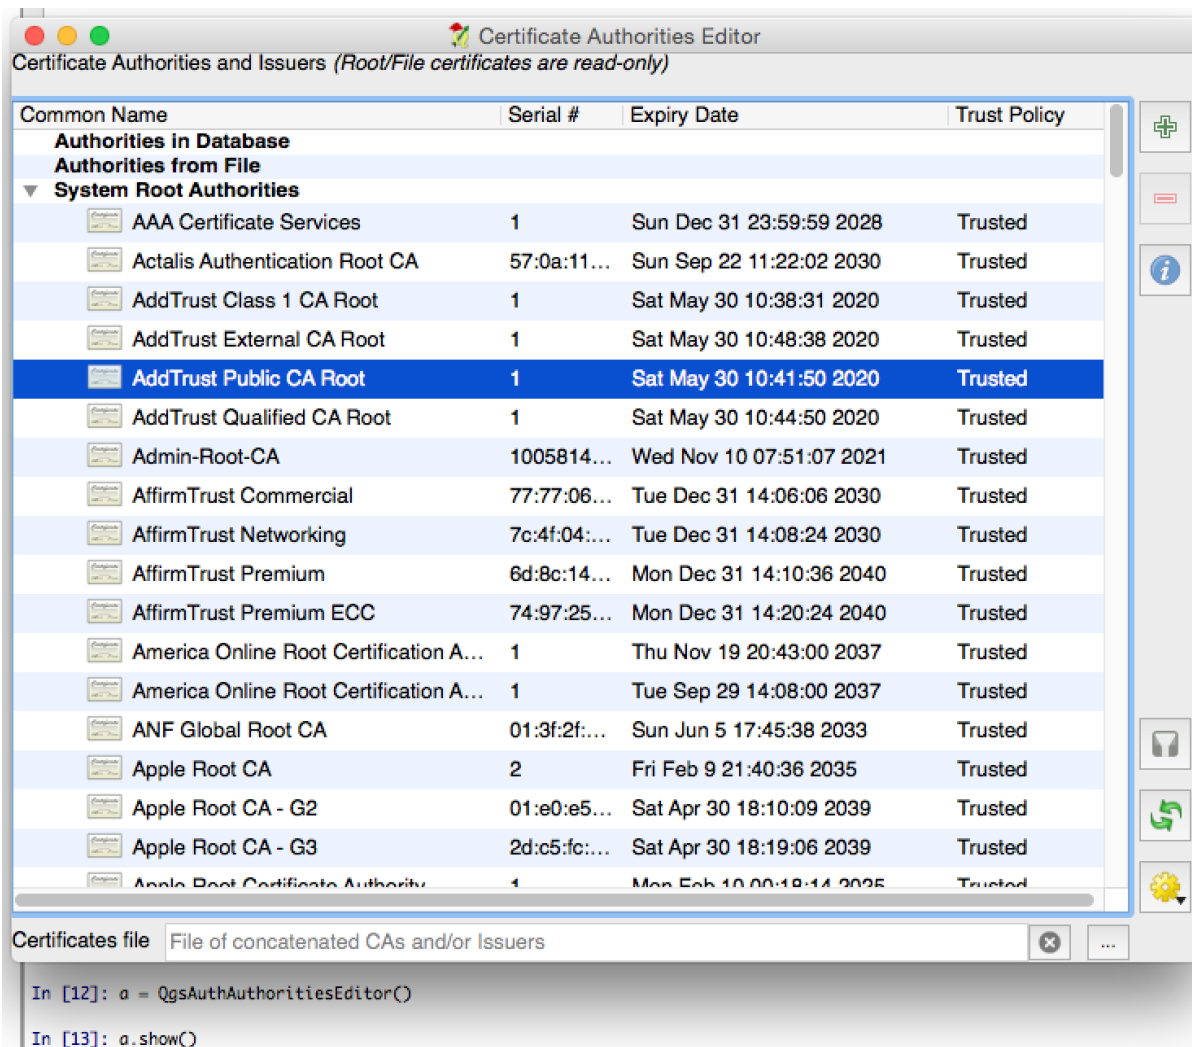 Certificate Authorities Editor
Certificate Authorities and Issuers (Root/File certificates are read-only)
Common Name Serial # Expiry Date Trust Policy
Authorities in Database
Authorities from File
System Root Authorities
AAA Certificate Services 1 Sun Dec 31 23:59:59 2028 Trusted
Actalis Authentication Root CA 57:0a:11... Sun Sep 22 11:22:02 2030 Trusted
AddTrust Class 1 CA Root 1 Sat May 30 10:38:31 2020 Trusted
AddTrust External CA Root 1 Sat May 30 10:48:38 2020 Trusted
AddTrust Public CA Root 1 Sat May 30 10:41:50 2020 Trusted
AddTrust Qualified CA Root 1 Sat May 30 10:44:50 2020 Trusted
Admin-Root-CA 1005814... Wed Nov 10 07:51:07 2021 Trusted
AffirmTrust Commercial 77:77:06... Tue Dec 31 14:06:06 2030 Trusted
AffirmTrust Networking 7c:4f:04:... Tue Dec 31 14:08:24 2030 Trusted
AffirmTrust Premium 6d:8c:14... Mon Dec 31 14:10:36 2040 Trusted
AffirmTrust Premium ECC 74:97:25... Mon Dec 31 14:20:24 2040 Trusted
America Online Root Certification A... 1 Thu Nov 19 20:43:00 2037 Trusted
America Online Root Certification A... 1 Tue Sep 29 14:08:00 2037 Trusted
ANF Global Root CA 01:3f:2f:... Sun Jun 5 17:45:38 2033 Trusted
Apple Root CA 2 Fri Feb 9 21:40:36 2035 Trusted
Apple Root CA - G2 01:e0:e5... Sat Apr 30 18:10:09 2039 Trusted
Apple Root CA - G3 2d:c5:fc:... Sat Apr 30 18:19:06 2039 Trusted
Apple Root Certificate Authority 1 Mon Feb 10 00:18:14 2025 Trusted
Certificates file File of concatenated CAs and/or Issuers ...
In [12]: a = QgsAuthAuthoritiesEditor()
In [13]: a.show()